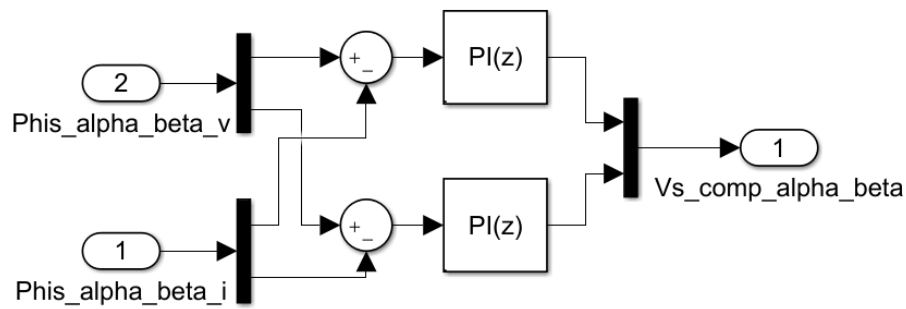 2
Phis_alpha_beta_v
+
−
PI(z)
1
Vs_comp_alpha_beta
1
Phis_alpha_beta_i
+
−
PI(z)